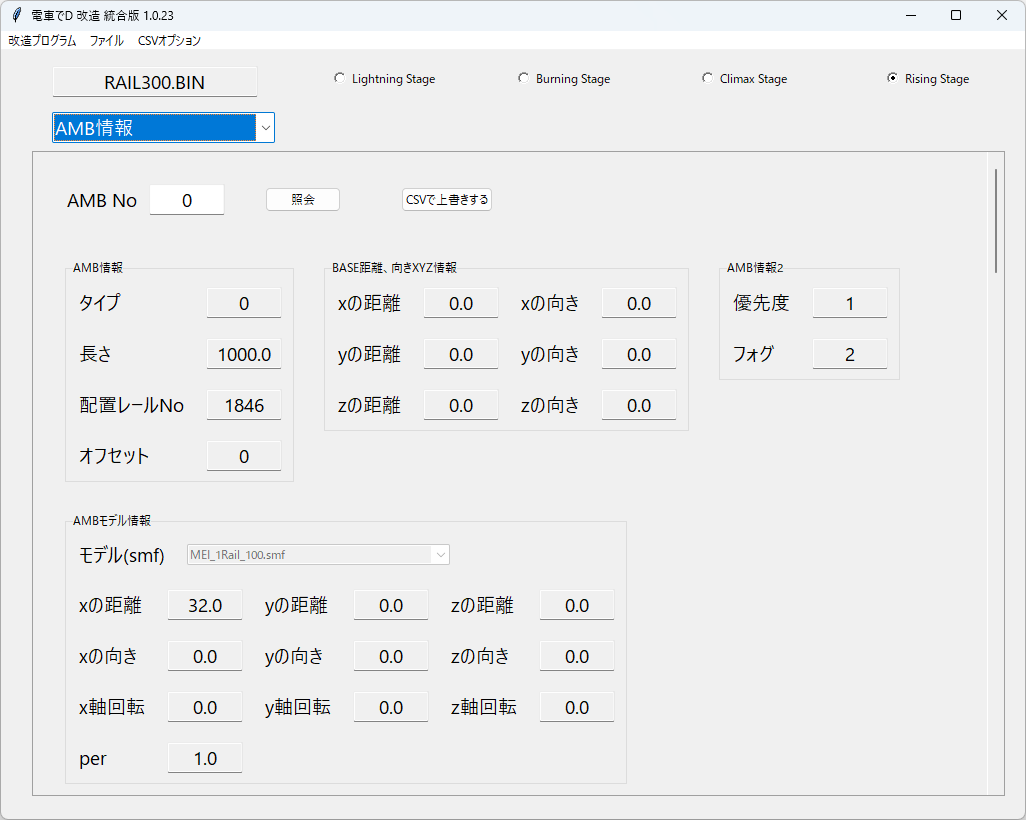 電車でD 改造 統合版 1.0.23
改造プログラム ファイル CSVオプション
RAIL300.BIN Lightning Stage Burning Stage Climax Stage Rising Stage
AMB情報
AMB No 0 照会 CSVで上書きする
AMB情報 BASE距離、向きXYZ情報 AMB情報2
タイプ 0 xの距離 0.0 xの向き 0.0 優先度 1
長さ 1000.0 yの距離 0.0 yの向き 0.0 フォグ 2
配置レールNo 1846 zの距離 0.0 zの向き 0.0
オフセット 0
AMBモデル情報
モデル(smf) MEI_1Rail_100.smf
xの距離 32.0 yの距離 0.0 zの距離 0.0
xの向き 0.0 yの向き 0.0 zの向き 0.0
x軸回転 0.0 y軸回転 0.0 z軸回転 0.0
per 1.0